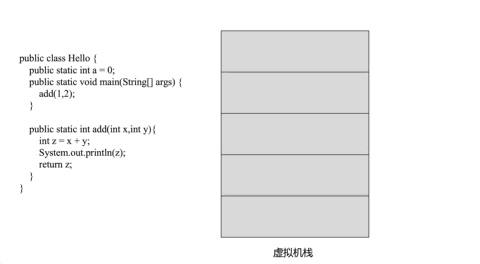 public class Hello {
public static int a = 0;
public static void main(String[] args) {
add(1,2);
}
public static int add(int x,int y){
int z = x + y;
System.out.println(z);
return z;
}
}
虚拟机栈